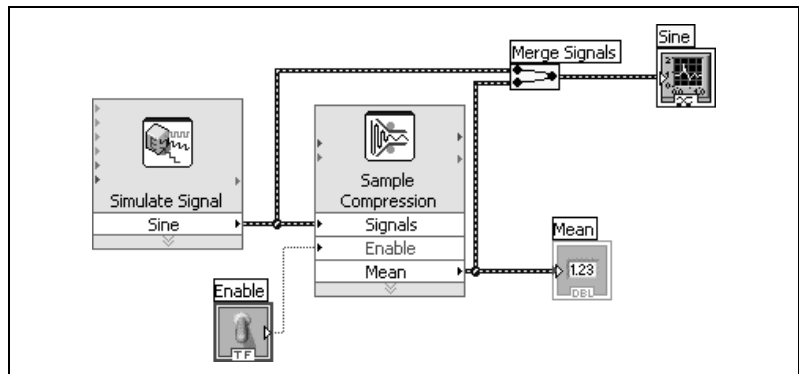 Sine
Merge Signals
Simulate Signal
Sine
Sample
Compression
Signals
Enable
Mean
Mean
1.23
DBL
Enable
TF